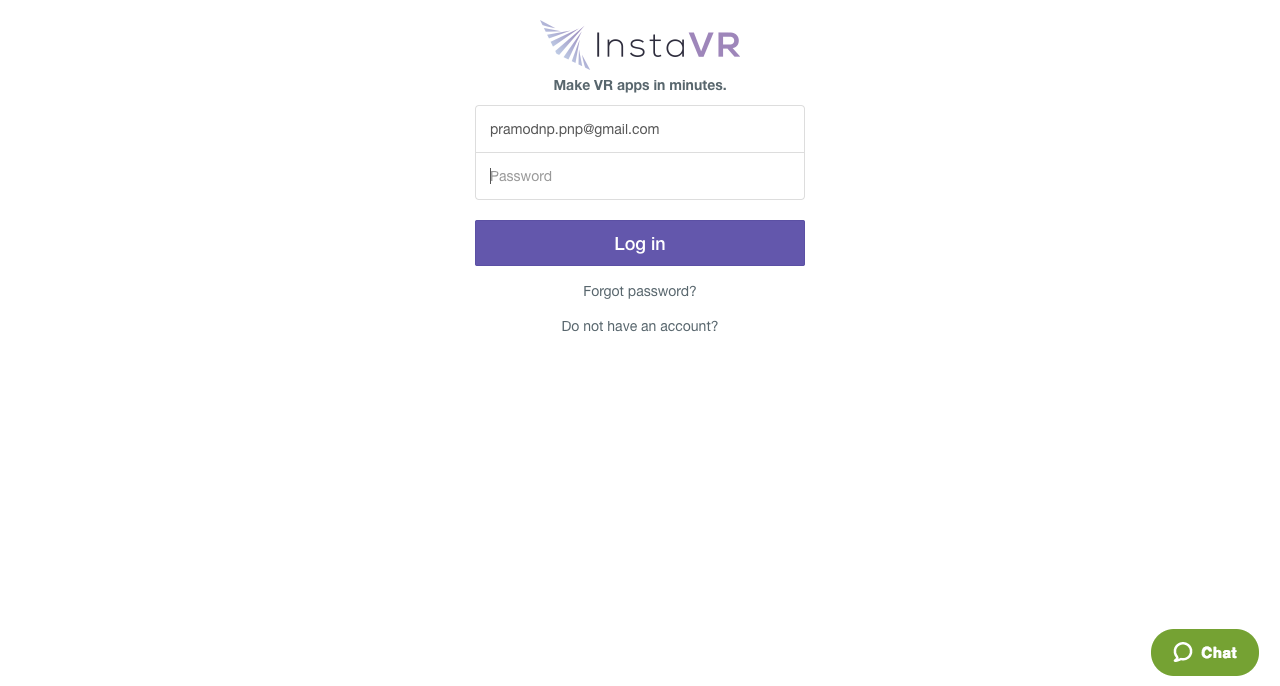 InstaVR
Make VR apps in minutes.
pramodnp.pnp@gmail.com
Password
Log in
Forgot password?
Do not have an account?
Chat